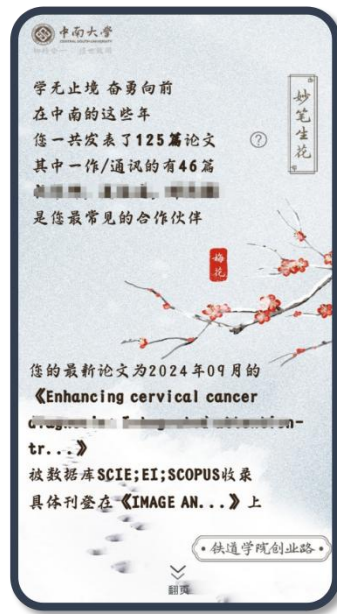 中南大学
CENTRAL SOUTH UNIVERSITY
学无止境 奋勇向前
在中南的这些年
您一共发表了125篇论文
?
其中一作/通讯的有46篇
是您最常见的合作伙伴
妙笔生花
梅花
您的最新论文为2024年09月的
《Enhancing cervical cancer
tr...》
被数据库SCIE;EI;SCOPUS收录
具体刊登在《IMAGE AN...》上
·铁道学院创业路·
翻页